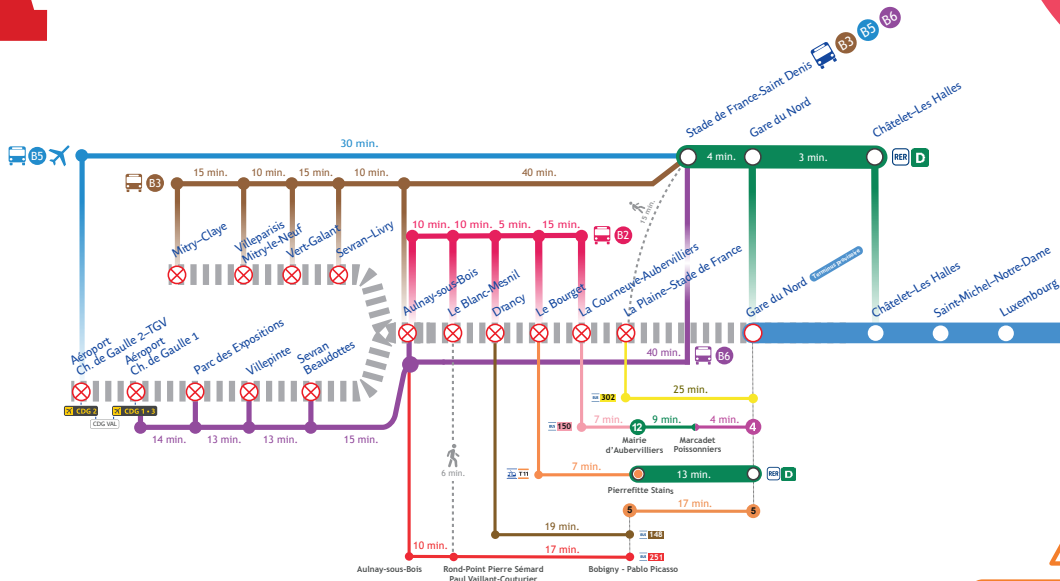 B3
B5
B6
Stade de France-Saint Denis
Gare du Nord
Châtelet-Les Halles
B5
30 min.
4 min.
3 min.
RER D
B3
15 min.
10 min.
15 min.
10 min.
40 min.
15 min.
10 min.
10 min.
5 min.
15 min.
B2
Mitry-Claye
Villeparisis
Mitry-le-Neuf
Vert-Galant
Sevran-Livry
Aulnay-sous-Bois
Le Blanc-Mesnil
Drancy
Le Bourget
La Courneuve-Aubervilliers
La Plaine-Stade de France
Gare du Nord
Terminus provisoire
Châtelet-Les Halles
Saint-Michel-Notre-Dame
Luxembourg
Aéroport
Ch. de Gaulle 2-TGV
Aéroport
Ch. de Gaulle 1
Parc des Expositions
Villepinte
Sevran
Beaudottes
40 min.
B6
CDG 2
CDG 1 • 3
CDG VAL
14 min.
13 min.
13 min.
15 min.
BUS 302
25 min.
BUS 150
7 min.
12
9 min.
4 min.
4
Mairie
d'Aubervilliers
Marcadet
Poissonniers
6 min.
T11
7 min.
13 min.
RER D
Pierrefitte Stains
5
17 min.
5
19 min.
BUS 148
10 min.
17 min.
BUS 251
Aulnay-sous-Bois
Rond-Point Pierre Sémard
Paul Vaillant-Couturier
Bobigny - Pablo Picasso